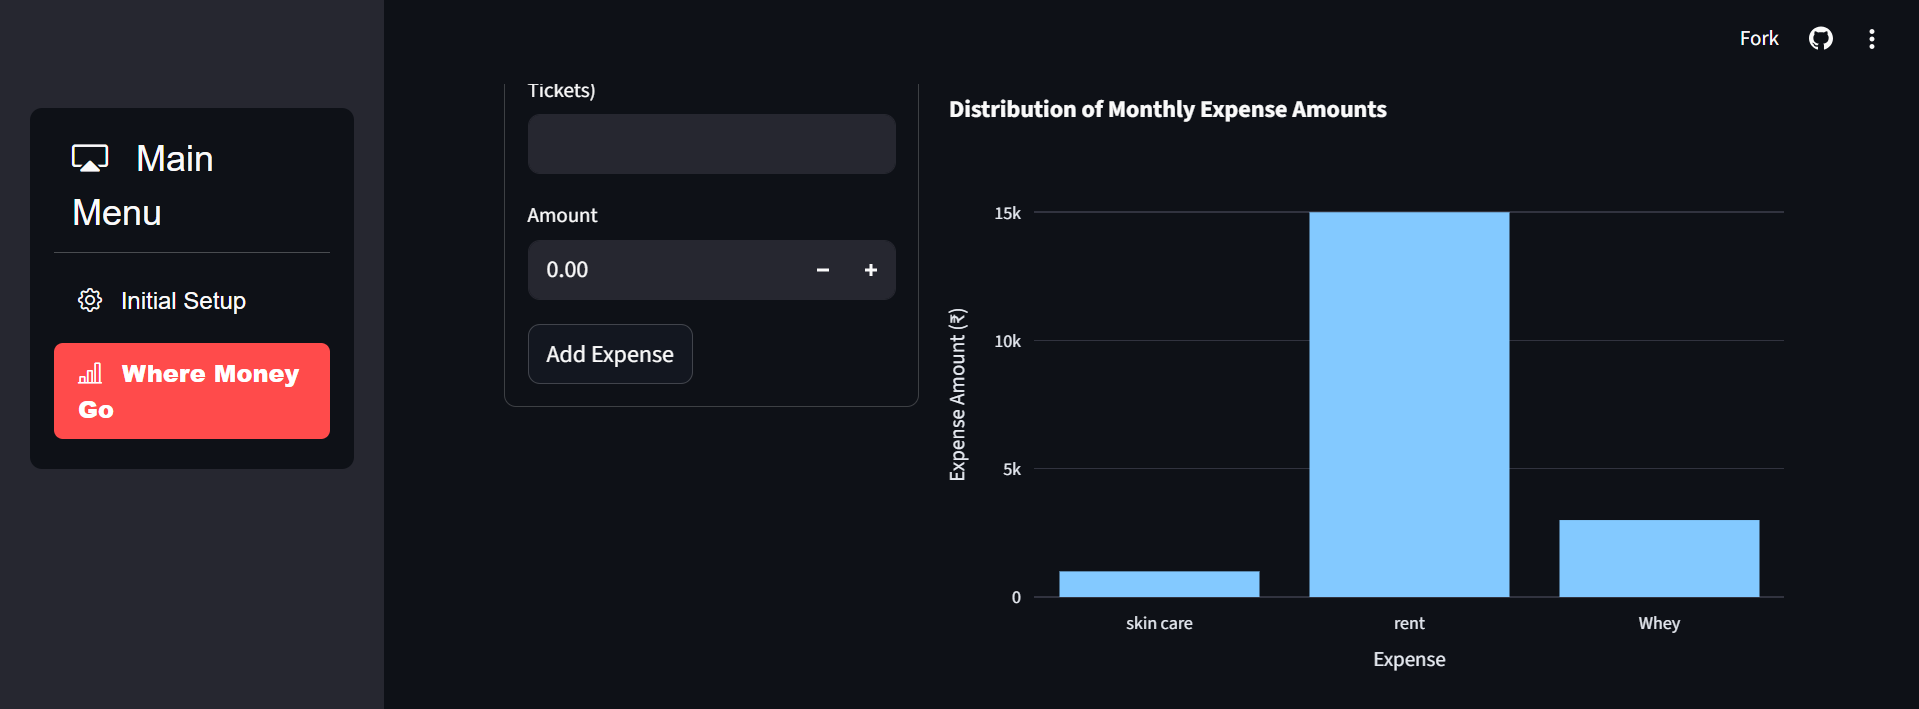 Fork
Main
Menu
Initial Setup
Where Money
Go
Tickets)
Amount
0.00
Add Expense
Distribution of Monthly Expense Amounts
Expense Amount (₹)
15k
10k
5k
0
skin care
rent
Whey
Expense